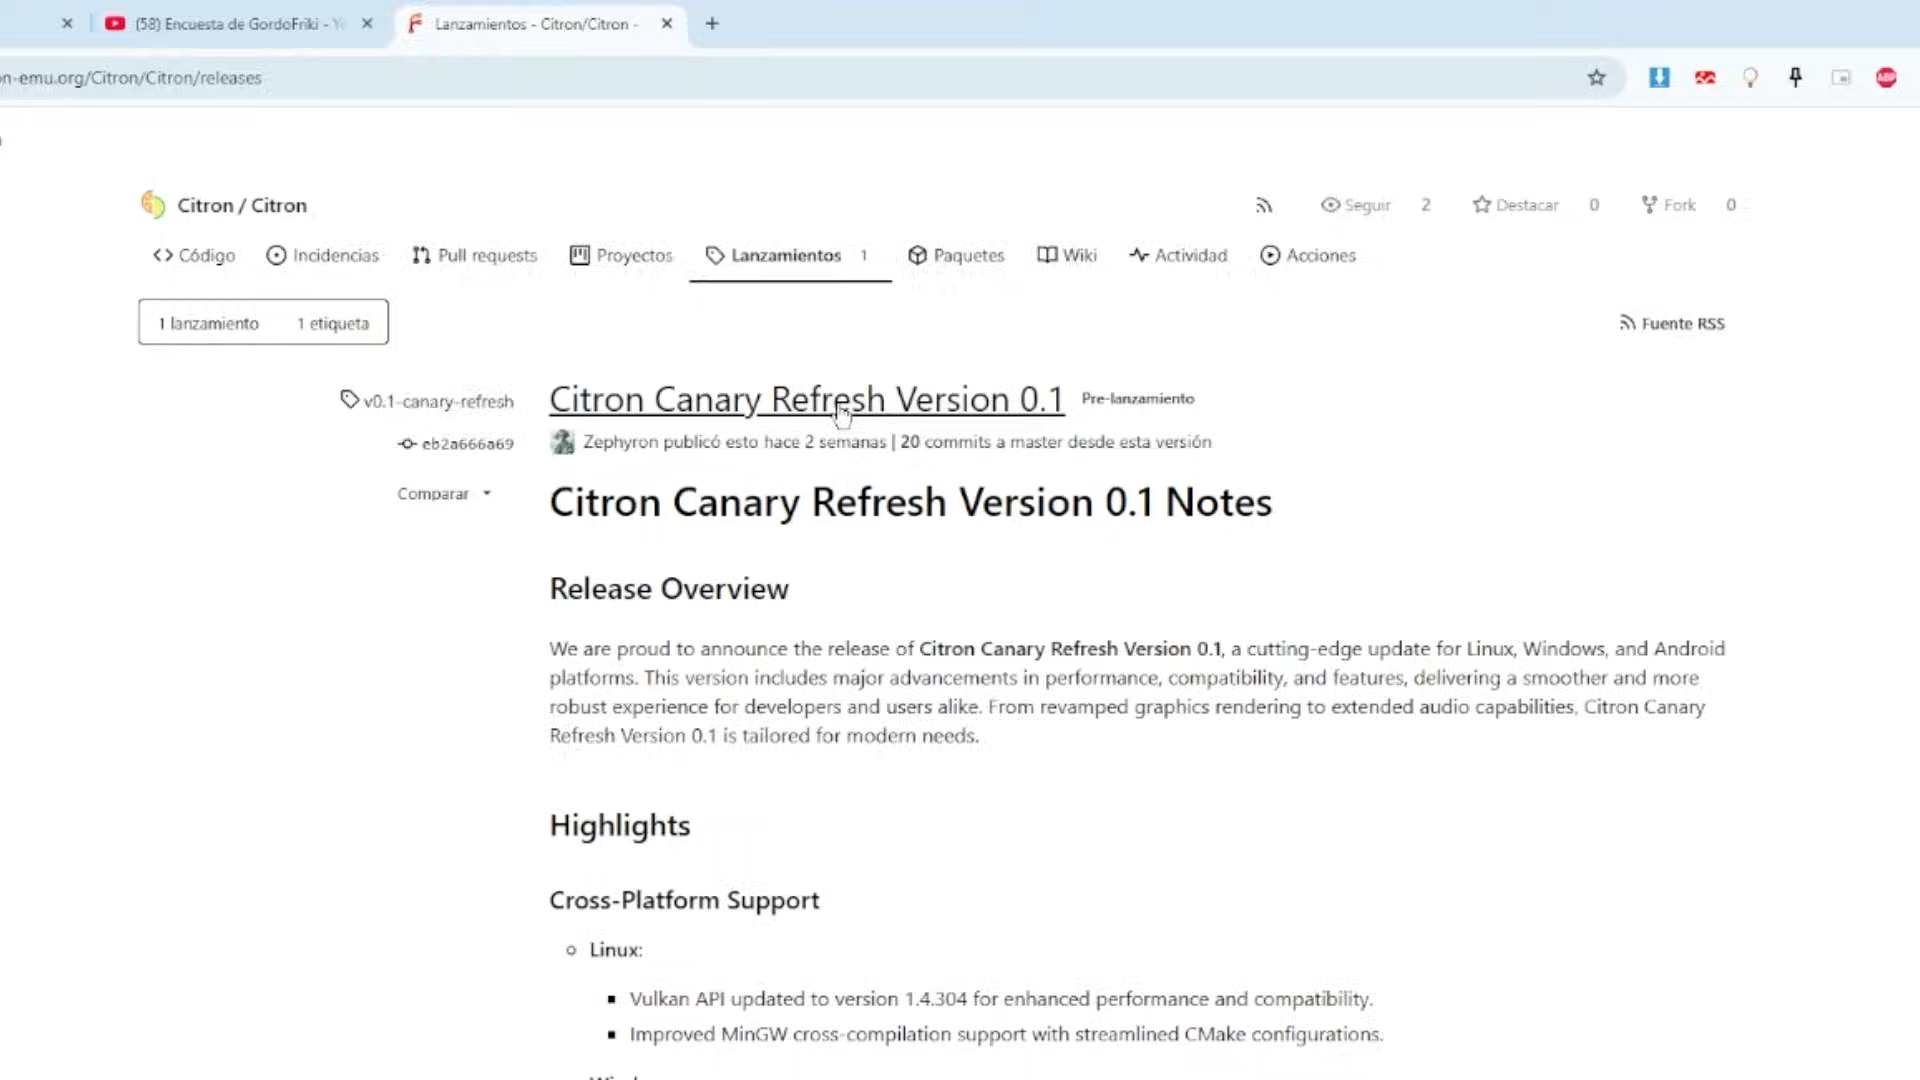 (58) Encuesta de GordoFriki - Y
Lanzamientos - Citron/Citron -
n-emu.org/Citron/Citron/releases
ABP
Citron / Citron
Seguir 2
Destacar 0
Fork 0
Código
Incidencias
Pull requests
Proyectos
Lanzamientos 1
Paquetes
Wiki
Actividad
Acciones
1 lanzamiento 1 etiqueta
Fuente RSS
v0.1-canary-refresh
Citron Canary Refresh Version 0.1 Pre-lanzamiento
eb2a666a69
Zephyron publicó esto hace 2 semanas | 20 commits a master desde esta versión
Comparar
Citron Canary Refresh Version 0.1 Notes
Release Overview
We are proud to announce the release of Citron Canary Refresh Version 0.1, a cutting-edge update for Linux, Windows, and Android
platforms. This version includes major advancements in performance, compatibility, and features, delivering a smoother and more
robust experience for developers and users alike. From revamped graphics rendering to extended audio capabilities, Citron Canary
Refresh Version 0.1 is tailored for modern needs.
Highlights
Cross-Platform Support
Linux:
Vulkan API updated to version 1.4.304 for enhanced performance and compatibility.
Improved MinGW cross-compilation support with streamlined CMake configurations.